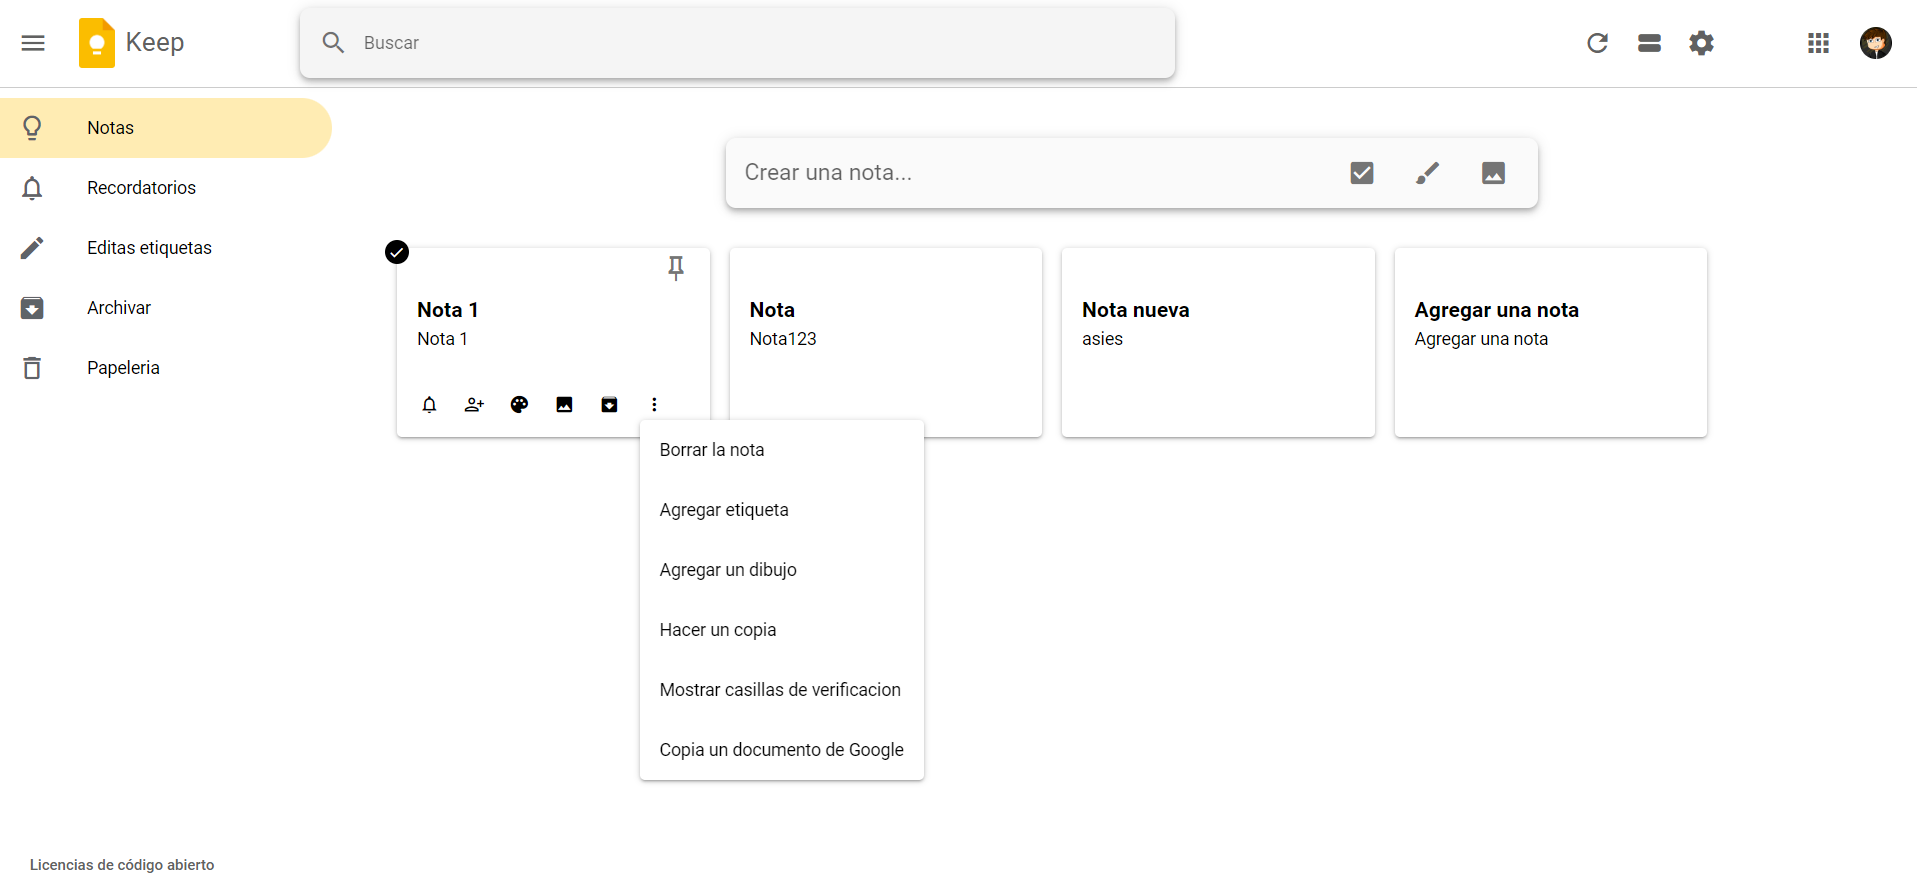 Keep
Buscar
Notas
Recordatorios
Editas etiquetas
Archivar
Papeleria
Crear una nota...
Nota 1
Nota 1
Nota
Nota123
Nota nueva
asies
Agregar una nota
Agregar una nota
Borrar la nota
Agregar etiqueta
Agregar un dibujo
Hacer un copia
Mostrar casillas de verificacion
Copia un documento de Google
Licencias de código abierto